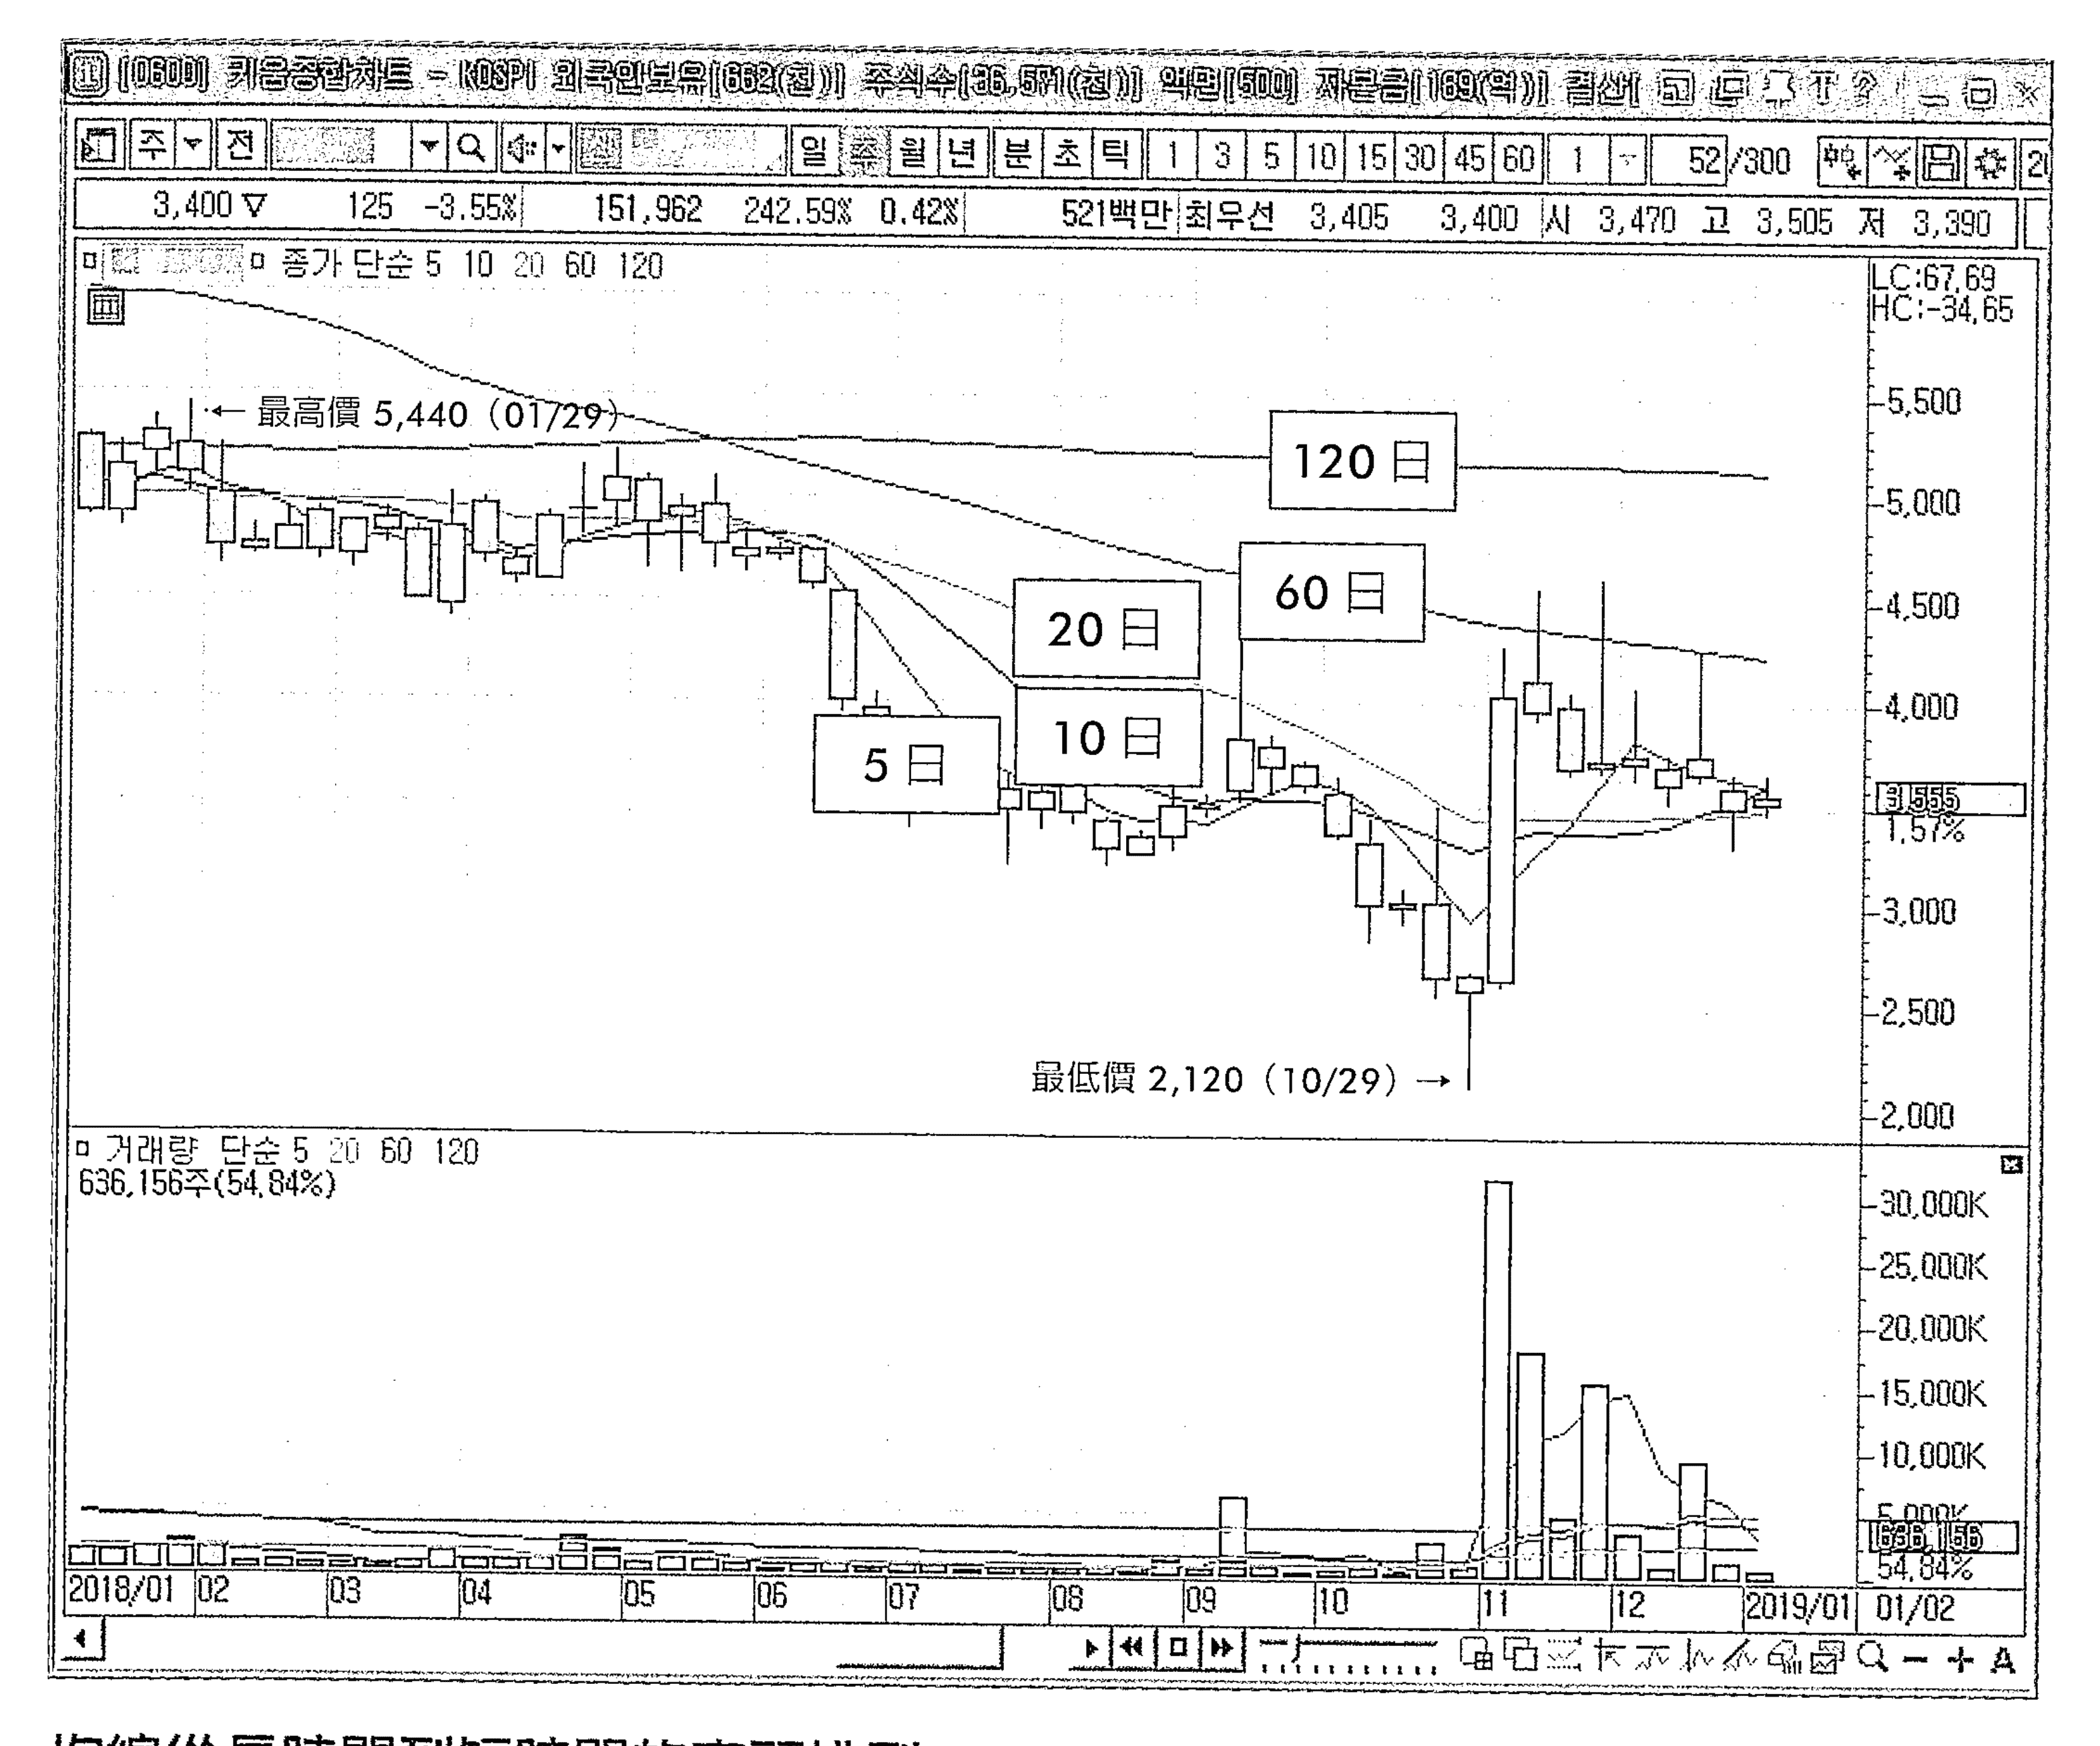 [0600] 키움종합차트 - KOSPI 외국인보유[662(천)] 주식수[36,571(천)] 액면[500] 자본금[169(억)] 결산[
주 전 일 주 월 년 분 초 틱 1 3 5 10 15 30 45 60 1 52/300
3,400 ▽ 125 -3.55% 151,962 242.59% 0.42% 521백만 최우선 3,405 3,400 시 3,470 고 3,505 저 3,390
종가 단순 5 10 20 60 120
LC:67,69
HC:-34,65
最高價 5,440（01/29）
5,500
120 日
5,000
60 日
4,500
20 日
4,000
10 日
5 日
3,555
1,57%
3,000
2,500
最低價 2,120（10/29）
2,000
거래량 단순 5 20 60 120
636,156주(54,84%)
30,000K
25,000K
20,000K
15,000K
10,000K
5,000K
636,156
54,84%
2018/01 02 03 04 05 06 07 08 09 10 11 12 2019/01 01/02